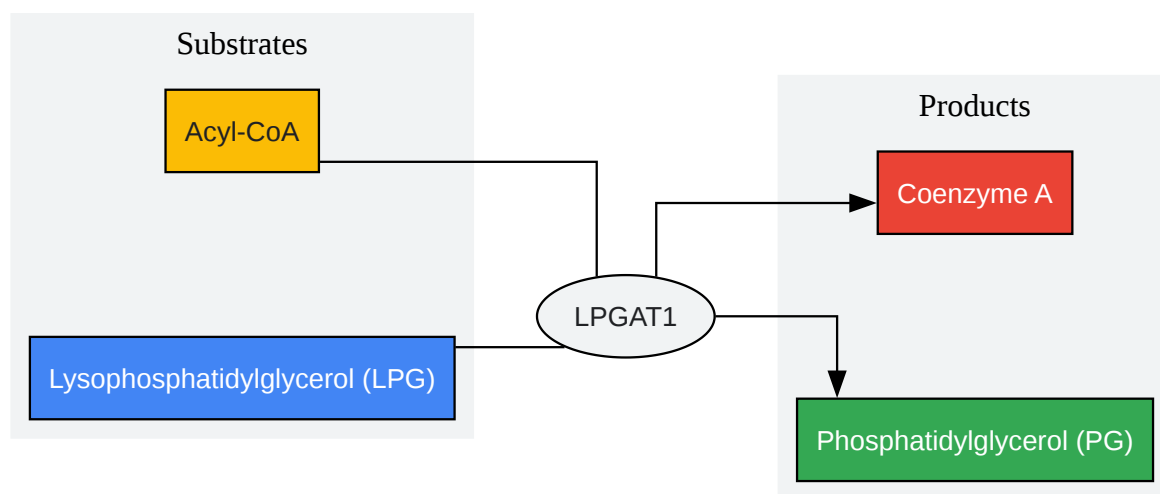 Substrates
Acyl-CoA
Lysophosphatidylglycerol (LPG)
LPGAT1
Products
Coenzyme A
Phosphatidylglycerol (PG)